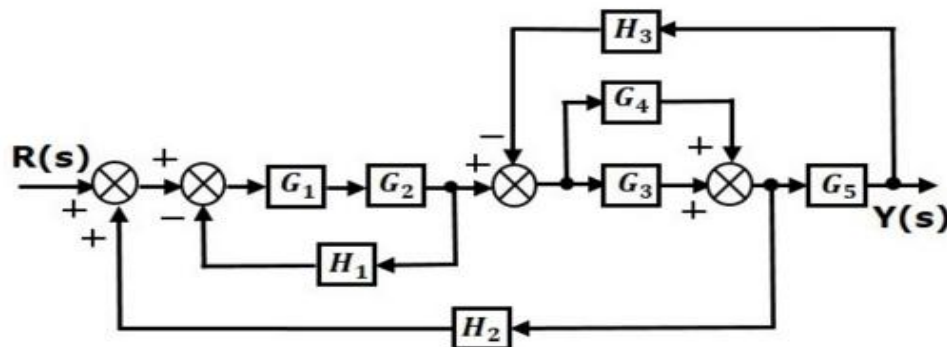 H₃
G₄
−
R(s) + + + G₁ G₂ + G₃ + G₅
+ − + Y(s)
+ H₁
H₂